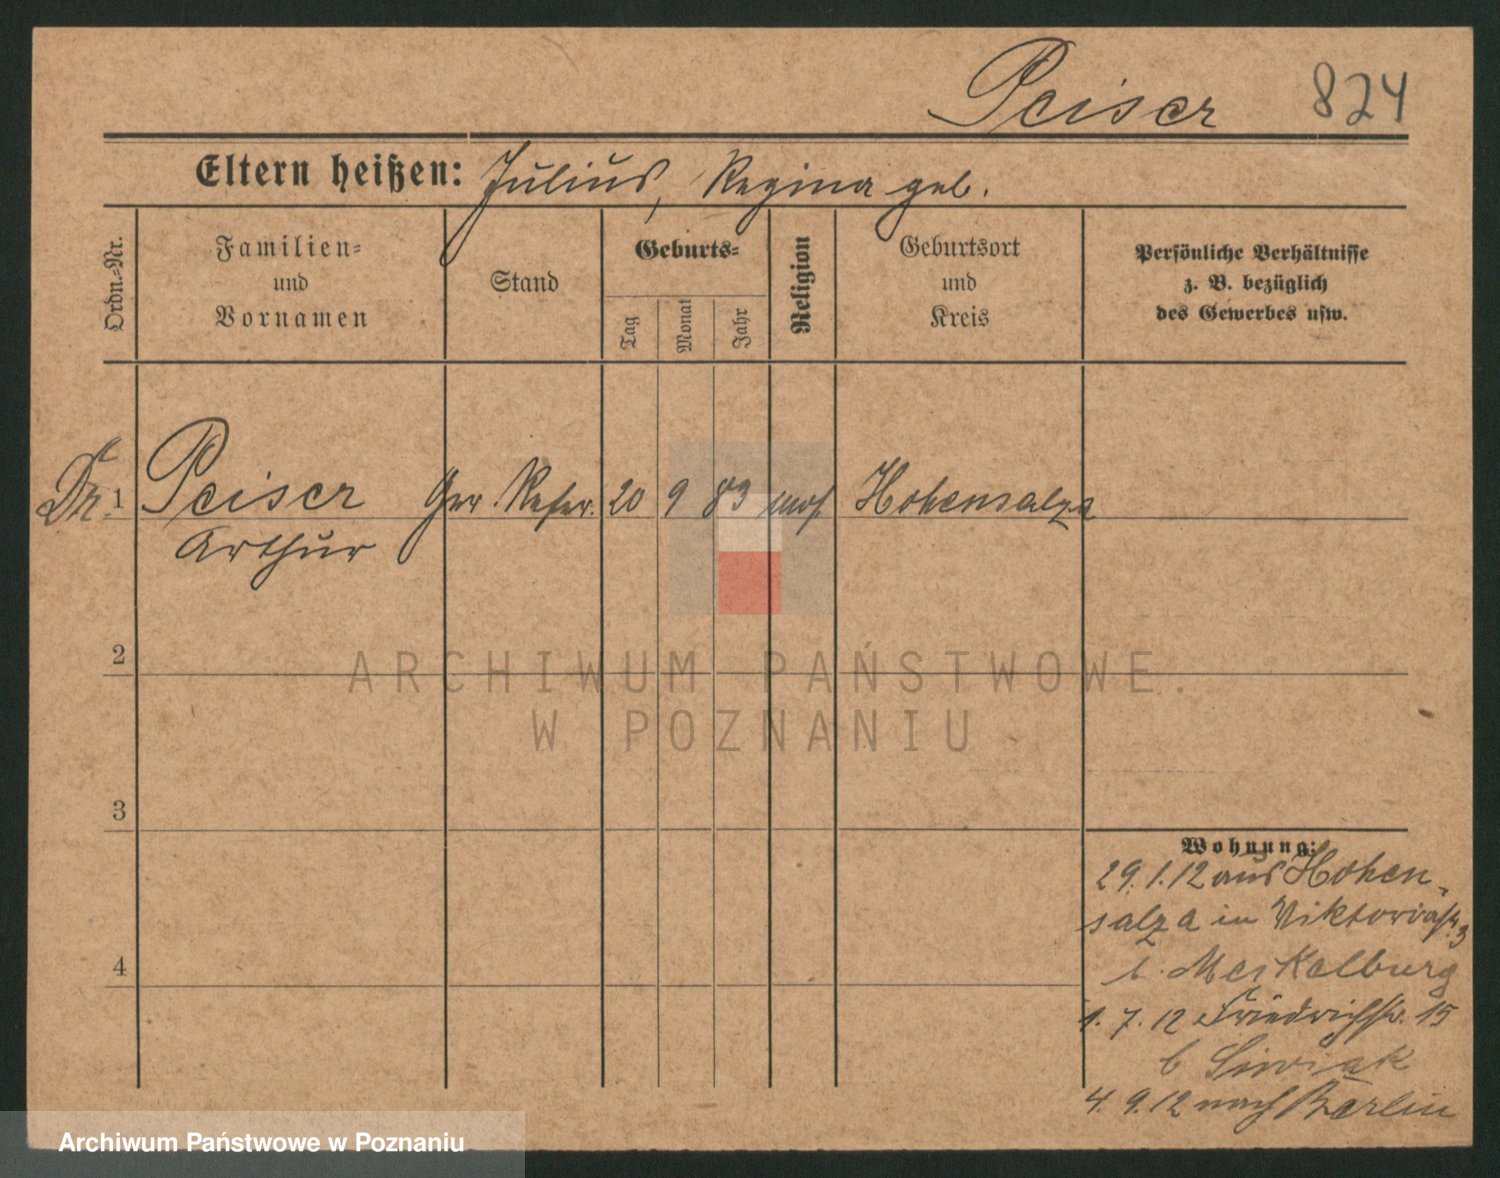 Peiser 824
Eltern heißen: Julius, Regina geb.
Ordn.-Nr.
Familien-
und
Vornamen
Stand
Geburts-
Tag
Monat
Jahr
Religion
Geburtsort
und
Kreis
Persönliche Verhältnisse
z. B. bezüglich
des Gewerbes usw.
Dr. 1 Peiser Ger. Refer. 20 9 83 mos Hohensalza
Arthur
2
3
4
ARCHIWUM PAŃSTWOWE
W POZNANIU
Wohnung:
29.1.12 aus Hohen-
salza in Viktoriastr. 3
1.7.12 Friedrichstr. 15
b Siwiak
4.9.12 nach Berlin
Archiwum Państwowe w Poznaniu